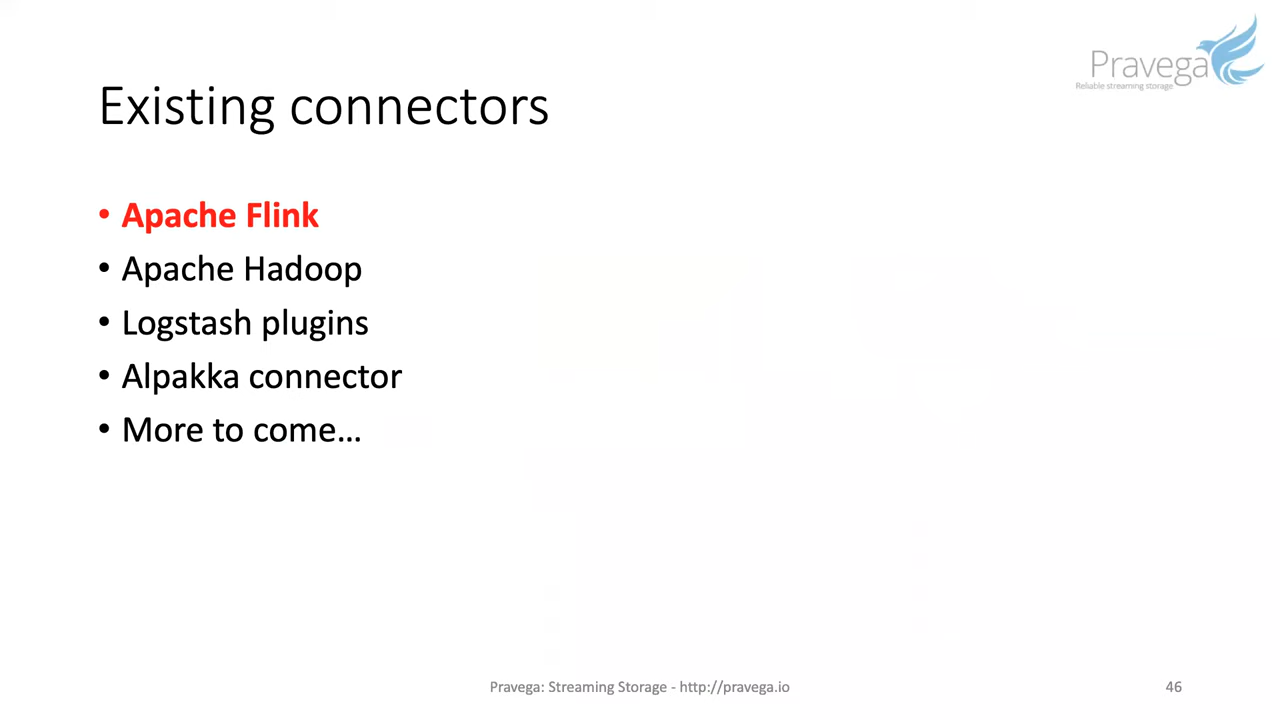 Pravega
Reliable streaming storage
Existing connectors
• Apache Flink
• Apache Hadoop
• Logstash plugins
• Alpakka connector
• More to come…
Pravega: Streaming Storage - http://pravega.io
46